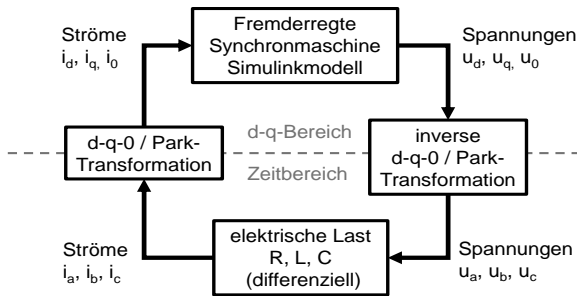 Ströme
i_d, i_q, i_0
Fremderregte
Synchronmaschine
Simulinkmodell
Spannungen
u_d, u_q, u_0
d-q-0 / Park-
Transformation
d-q-Bereich
Zeitbereich
inverse
d-q-0 / Park-
Transformation
Ströme
i_a, i_b, i_c
elektrische Last
R, L, C
(differenziell)
Spannungen
u_a, u_b, u_c